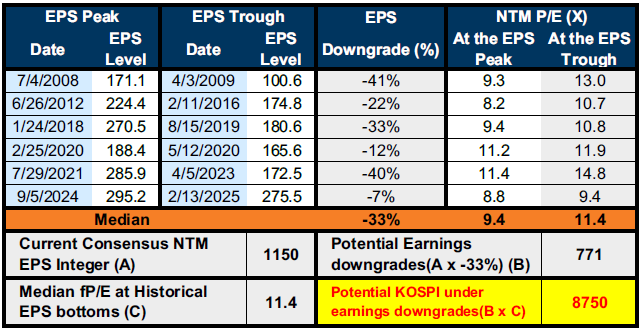 EPS Peak EPS Trough EPS NTM P/E (X)
Date EPS Level Date EPS Level Downgrade (%) At the EPS Peak At the EPS Trough
7/4/2008 171.1 4/3/2009 100.6 -41% 9.3 13.0
6/26/2012 224.4 2/11/2016 174.8 -22% 8.2 10.7
1/24/2018 270.5 8/15/2019 180.6 -33% 9.4 10.8
2/25/2020 188.4 5/12/2020 165.6 -12% 11.2 11.9
7/29/2021 285.9 4/5/2023 172.5 -40% 11.4 14.8
9/5/2024 295.2 2/13/2025 275.5 -7% 8.8 9.4
Median -33% 9.4 11.4
Current Consensus NTM
EPS Integer (A)
1150
Potential Earnings
downgrades(A x -33%) (B)
771
Median fP/E at Historical
EPS bottoms (C)
11.4
Potential KOSPI under
earnings downgrades(B x C)
8750